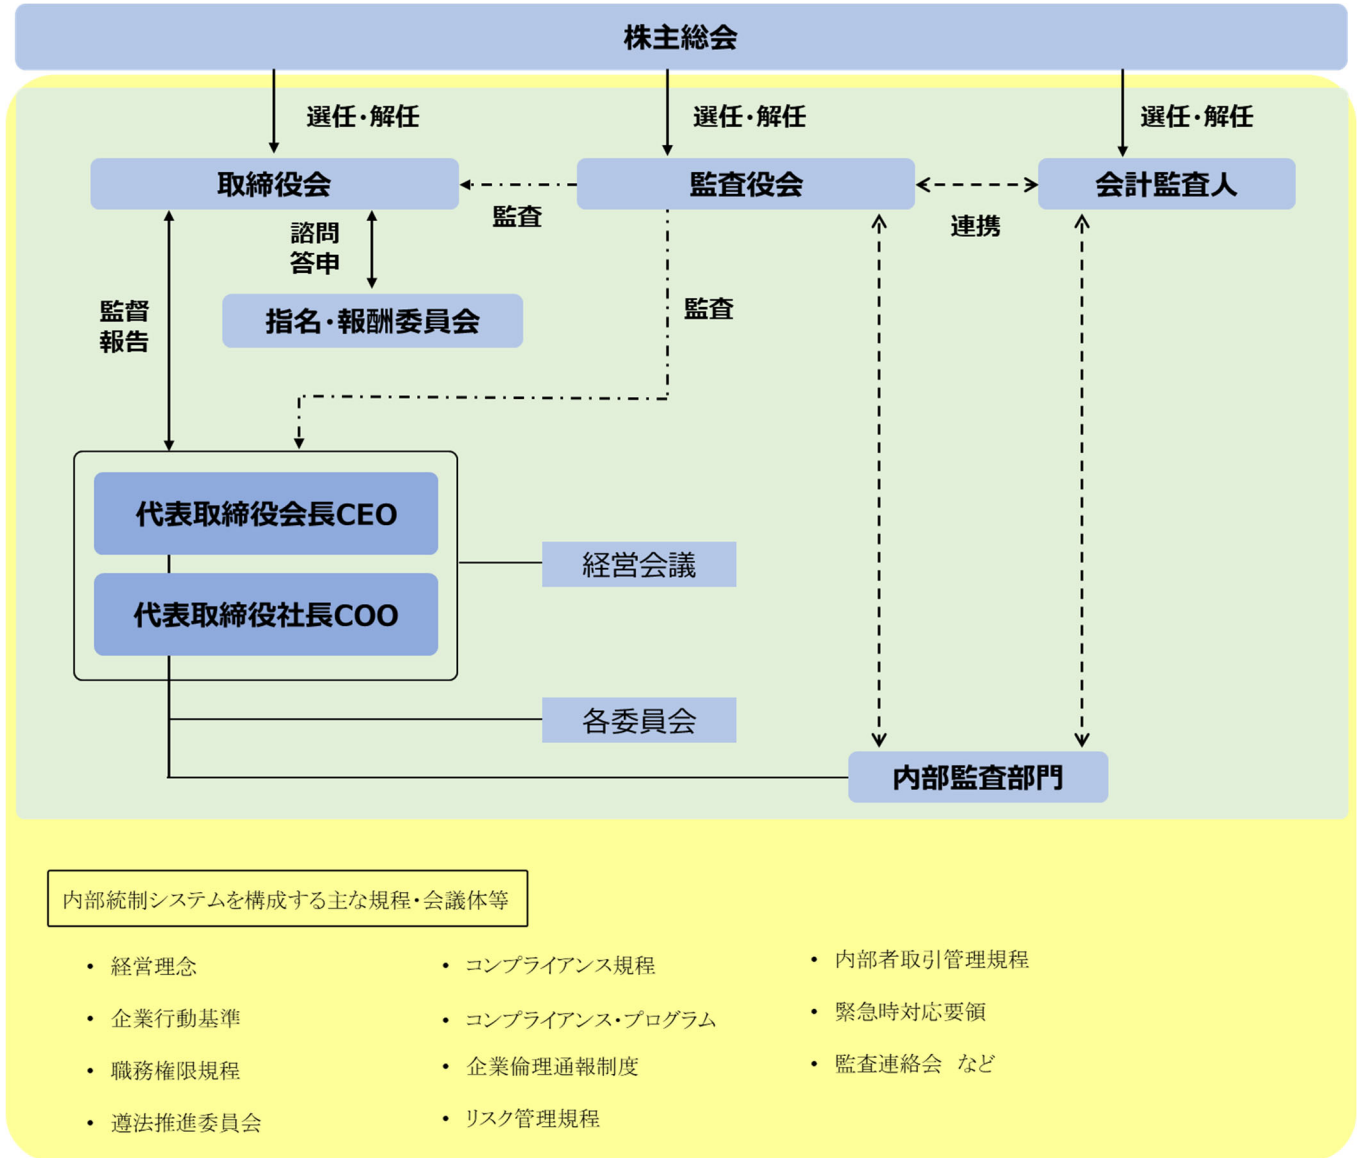 株主総会
選任・解任
選任・解任
選任・解任
取締役会
監査役会
会計監査人
監査
連携
諮問
答申
指名・報酬委員会
監査
監督
報告
代表取締役会長CEO
経営会議
代表取締役社長COO
各委員会
内部監査部門
内部統制システムを構成する主な規程・会議体等
• 経営理念
• 企業行動基準
• 職務権限規程
• 遵法推進委員会
• コンプライアンス規程
• コンプライアンス・プログラム
• 企業倫理通報制度
• リスク管理規程
• 内部者取引管理規程
• 緊急時対応要領
• 監査連絡会 など